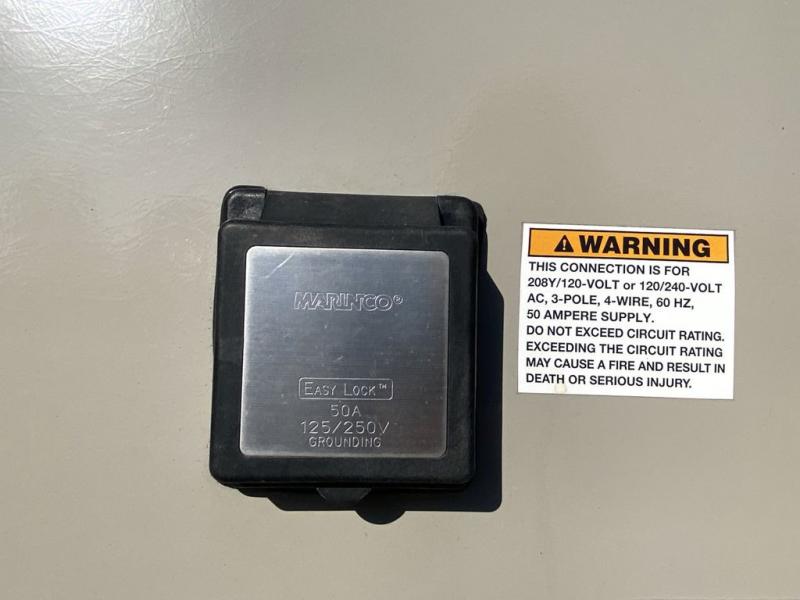 MARINCO®
EASY LOCK™
50A
125/250V
GROUNDING
⚠ WARNING
THIS CONNECTION IS FOR
208Y/120-VOLT or 120/240-VOLT
AC, 3-POLE, 4-WIRE, 60 HZ,
50 AMPERE SUPPLY.
DO NOT EXCEED CIRCUIT RATING.
EXCEEDING THE CIRCUIT RATING
MAY CAUSE A FIRE AND RESULT IN
DEATH OR SERIOUS INJURY.